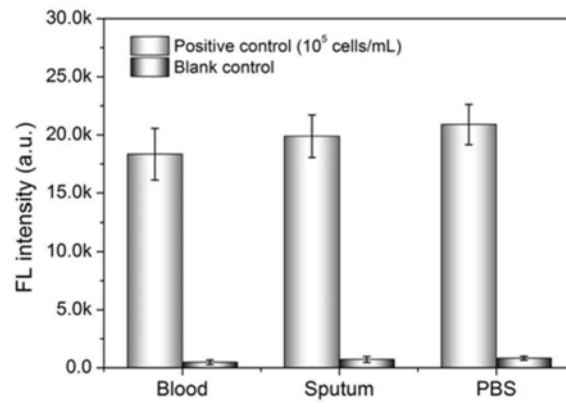 30.0k
25.0k
20.0k
15.0k
10.0k
5.0k
0.0
FL intensity (a.u.)
Positive control (10⁵ cells/mL)
Blank control
Blood Sputum PBS